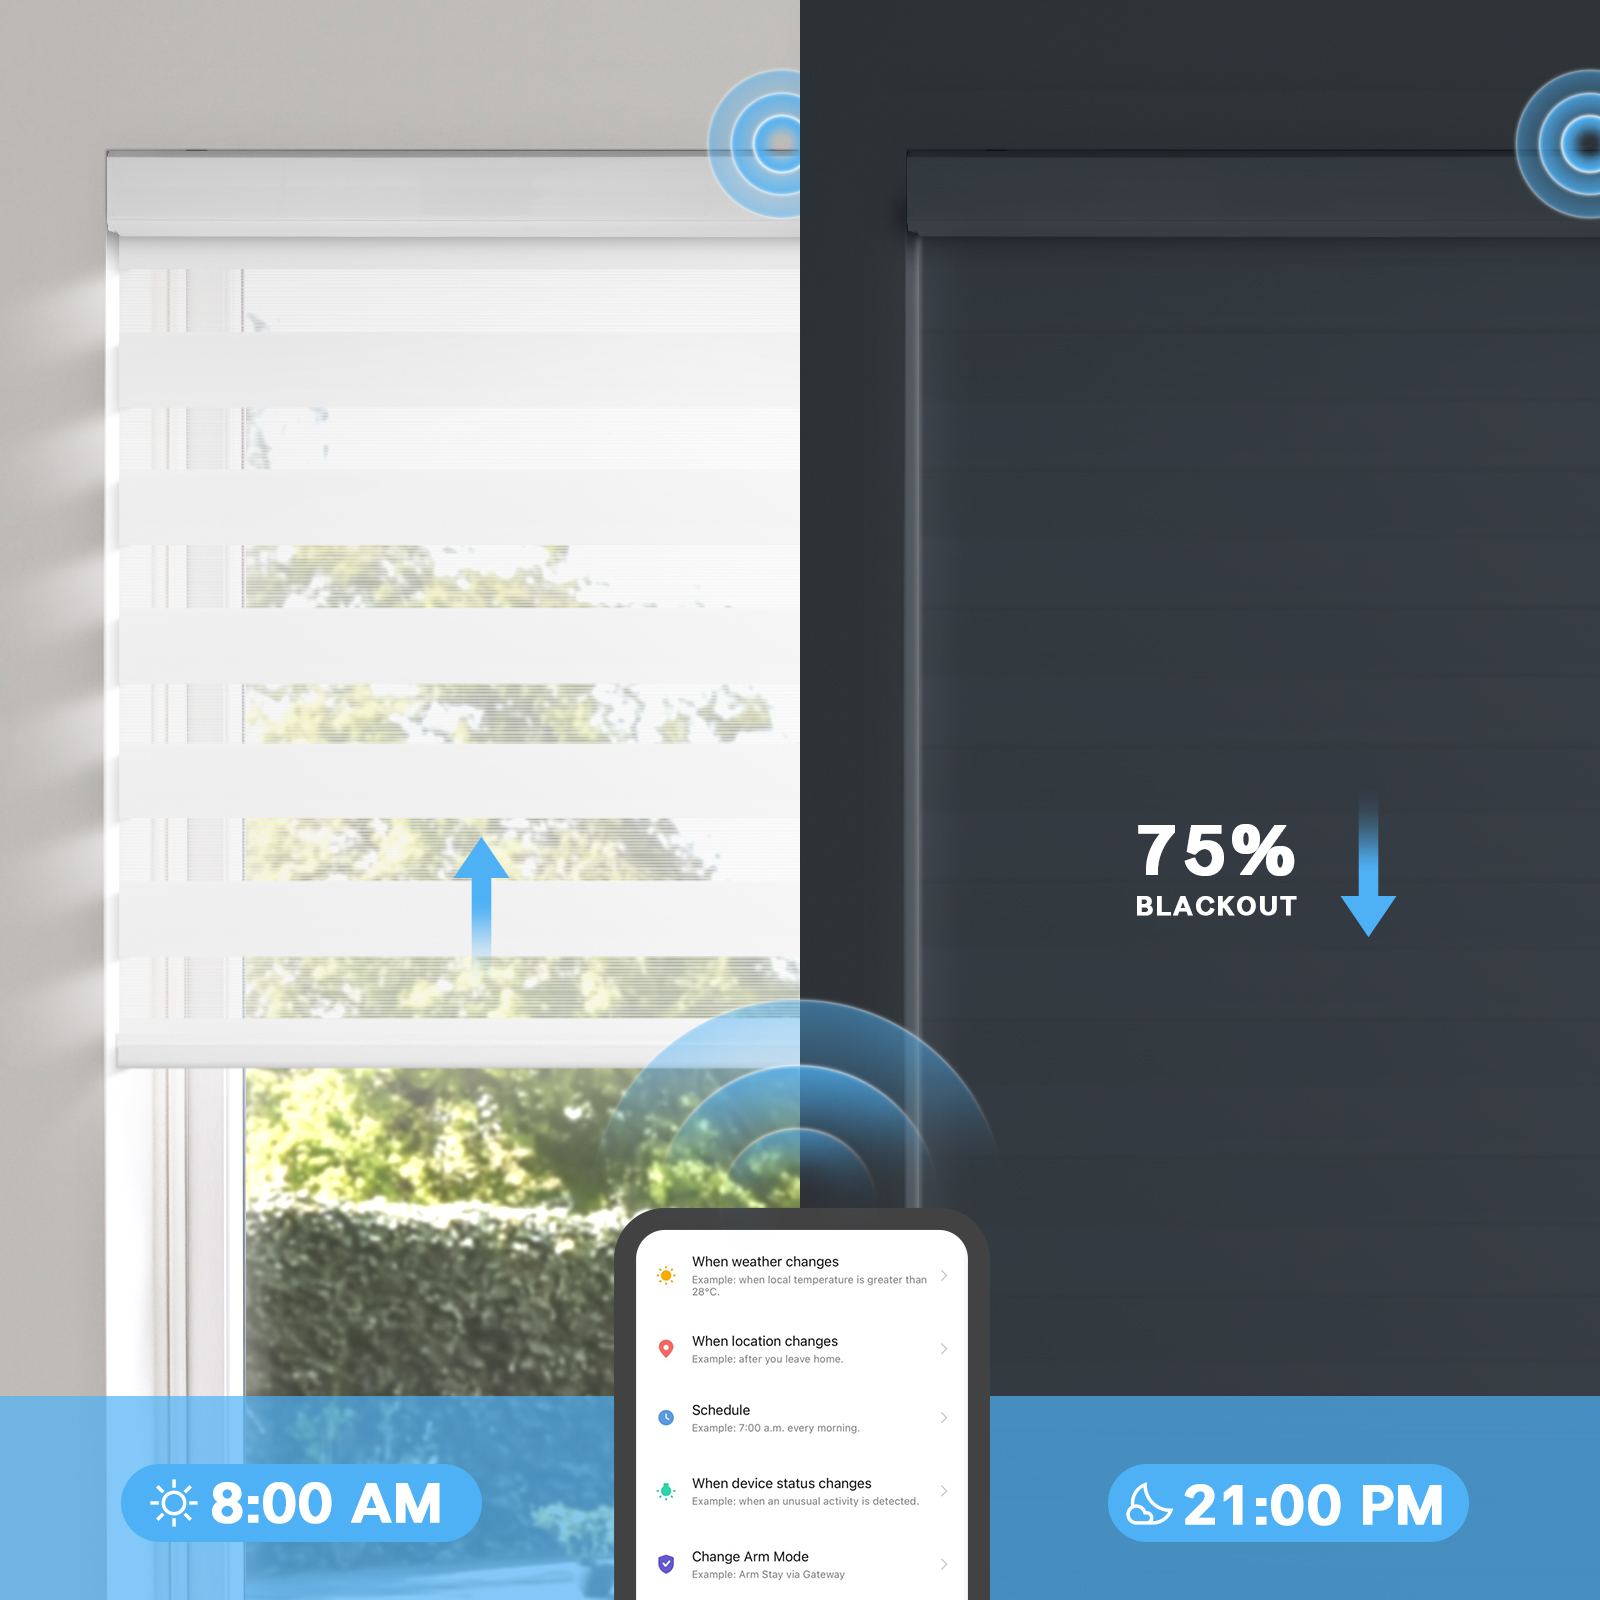 75%
BLACKOUT
When weather changes
Example: when local temperature is greater than
28°C.
When location changes
Example: after you leave home.
Schedule
Example: 7:00 a.m. every morning.
When device status changes
Example: when an unusual activity is detected.
Change Arm Mode
Example: Arm Stay via Gateway
8:00 AM
21:00 PM